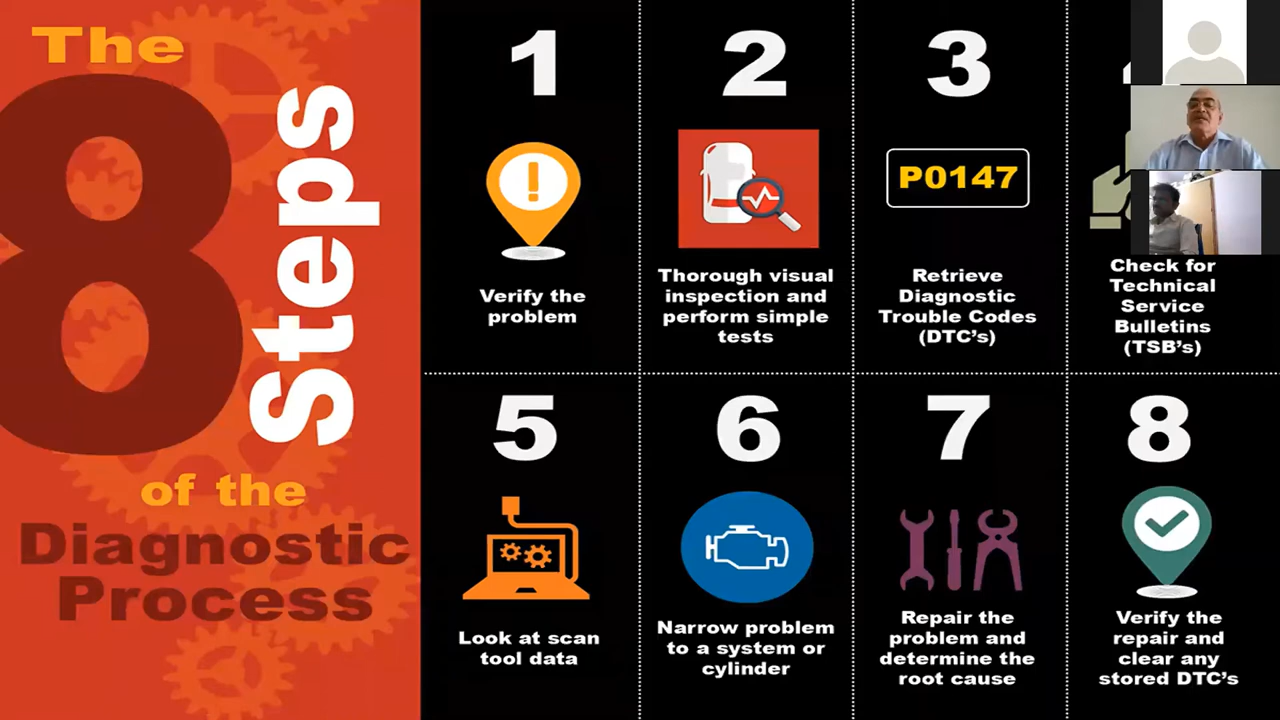 The
8
Steps
of the
Diagnostic
Process
1
Verify the
problem
2
Thorough visual
inspection and
perform simple
tests
3
P0147
Retrieve
Diagnostic
Trouble Codes
(DTC’s)
Check for
Technical
Service
Bulletins
(TSB’s)
5
Look at scan
tool data
6
Narrow problem
to a system or
cylinder
7
Repair the
problem and
determine the
root cause
8
Verify the
repair and
clear any
stored DTC’s